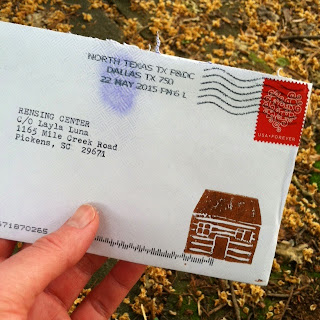 NORTH TEXAS TX P&DC
DALLAS TX 750
22 MAY 2015 PM 6 L
USA FOREVER
RENSING CENTER
C/O Layla Luna
1165 Mile Creek Road
Pickens, SC 29671
671870265